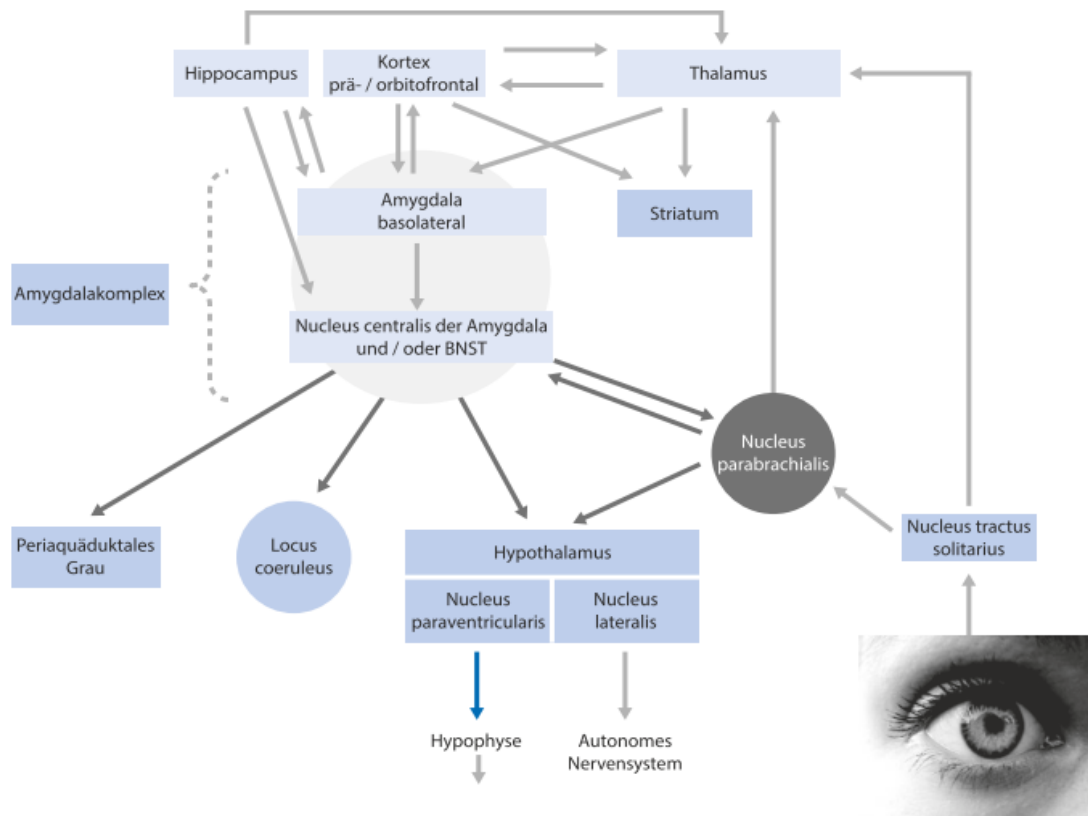 Hippocampus
Kortex
prä- / orbitofrontal
Thalamus
Amygdala
basolateral
Striatum
Amygdalakomplex
Nucleus centralis der Amygdala
und / oder BNST
Nucleus
parabrachialis
Periaquäduktales
Grau
Locus
coeruleus
Hypothalamus
Nucleus
paraventricularis
Nucleus
lateralis
Nucleus tractus
solitarius
Hypophyse
Autonomes
Nervensystem